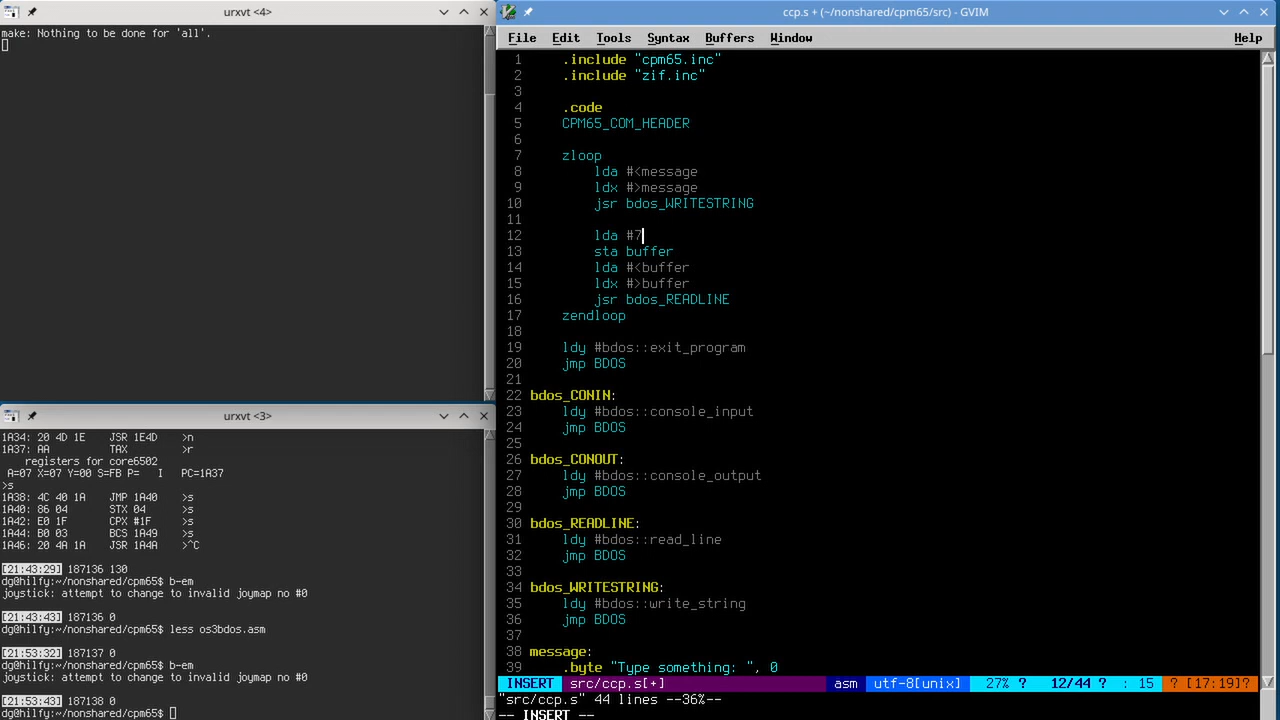 urxvt <4>
make: Nothing to be done for 'all'.
urxvt <3>
1A34: 20 4D 1E    JSR 1E4D    >n
1A37: AA          TAX         >r
    registers for core6502
 A=07 X=07 Y=00 S=FB P=   I   PC=1A37
>s
1A38: 4C 40 1A    JMP 1A40    >s
1A40: 86 04       STX 04      >s
1A42: E0 1F       CPX #1F     >s
1A44: B0 03       BCS 1A49    >s
1A46: 20 4A 1A    JSR 1A4A    >^C
[21:43:29] 187136 130
dg@hilfy:~/nonshared/cpm65$ b-em
joystick: attempt to change to invalid joymap no #0
[21:43:43] 187136 0
dg@hilfy:~/nonshared/cpm65$ less os3bdos.asm
[21:53:32] 187137 0
dg@hilfy:~/nonshared/cpm65$ b-em
joystick: attempt to change to invalid joymap no #0
[21:53:43] 187138 0
dg@hilfy:~/nonshared/cpm65$
ccp.s + (~/nonshared/cpm65/src) - GVIM
File Edit Tools Syntax Buffers Window Help
1     .include "cpm65.inc"
2     .include "zif.inc"
3
4     .code
5     CPM65_COM_HEADER
6
7     zloop
8         lda #<message
9         ldx #>message
10         jsr bdos_WRITESTRING
11
12         lda #7
13         sta buffer
14         lda #<buffer
15         ldx #>buffer
16         jsr bdos_READLINE
17     zendloop
18
19     ldy #bdos::exit_program
20     jmp BDOS
21
22 bdos_CONIN:
23     ldy #bdos::console_input
24     jmp BDOS
25
26 bdos_CONOUT:
27     ldy #bdos::console_output
28     jmp BDOS
29
30 bdos_READLINE:
31     ldy #bdos::read_line
32     jmp BDOS
33
34 bdos_WRITESTRING:
35     ldy #bdos::write_string
36     jmp BDOS
37
38 message:
39     .byte "Type something: ", 0
INSERT src/ccp.s[+] asm utf-8[unix] 27% ? 12/44 ? : 15 ? [17:19]?
"src/ccp.s" 44 lines --36%--
-- INSERT --